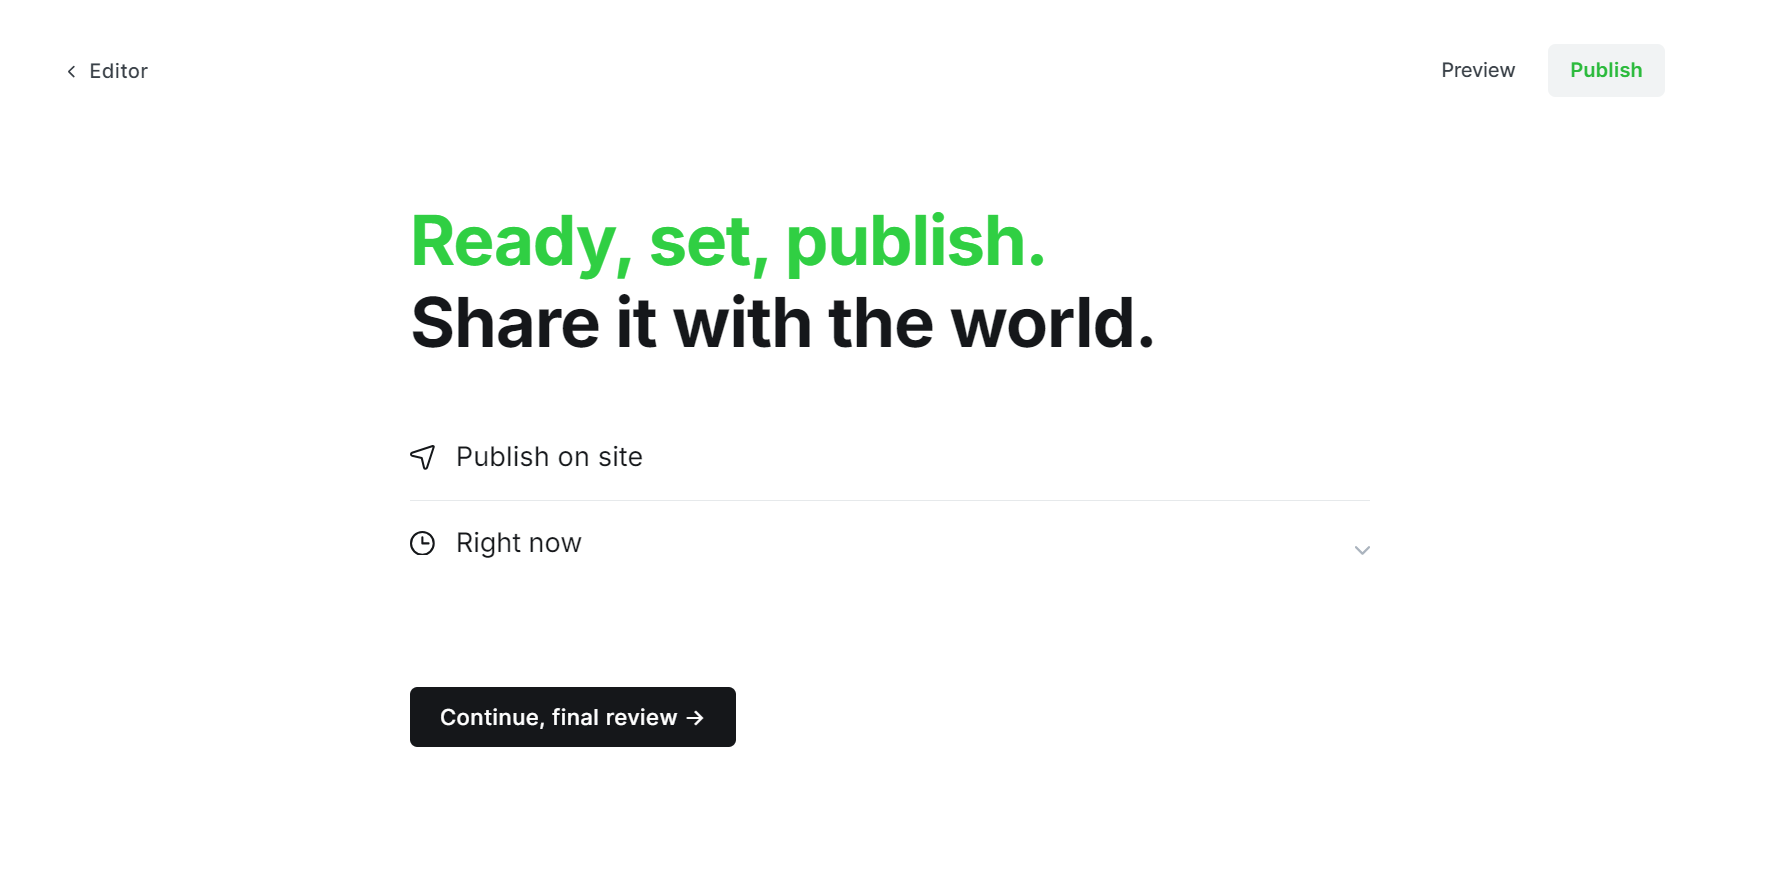 Editor
Preview
Publish
Ready, set, publish.
Share it with the world.
Publish on site
Right now
Continue, final review →